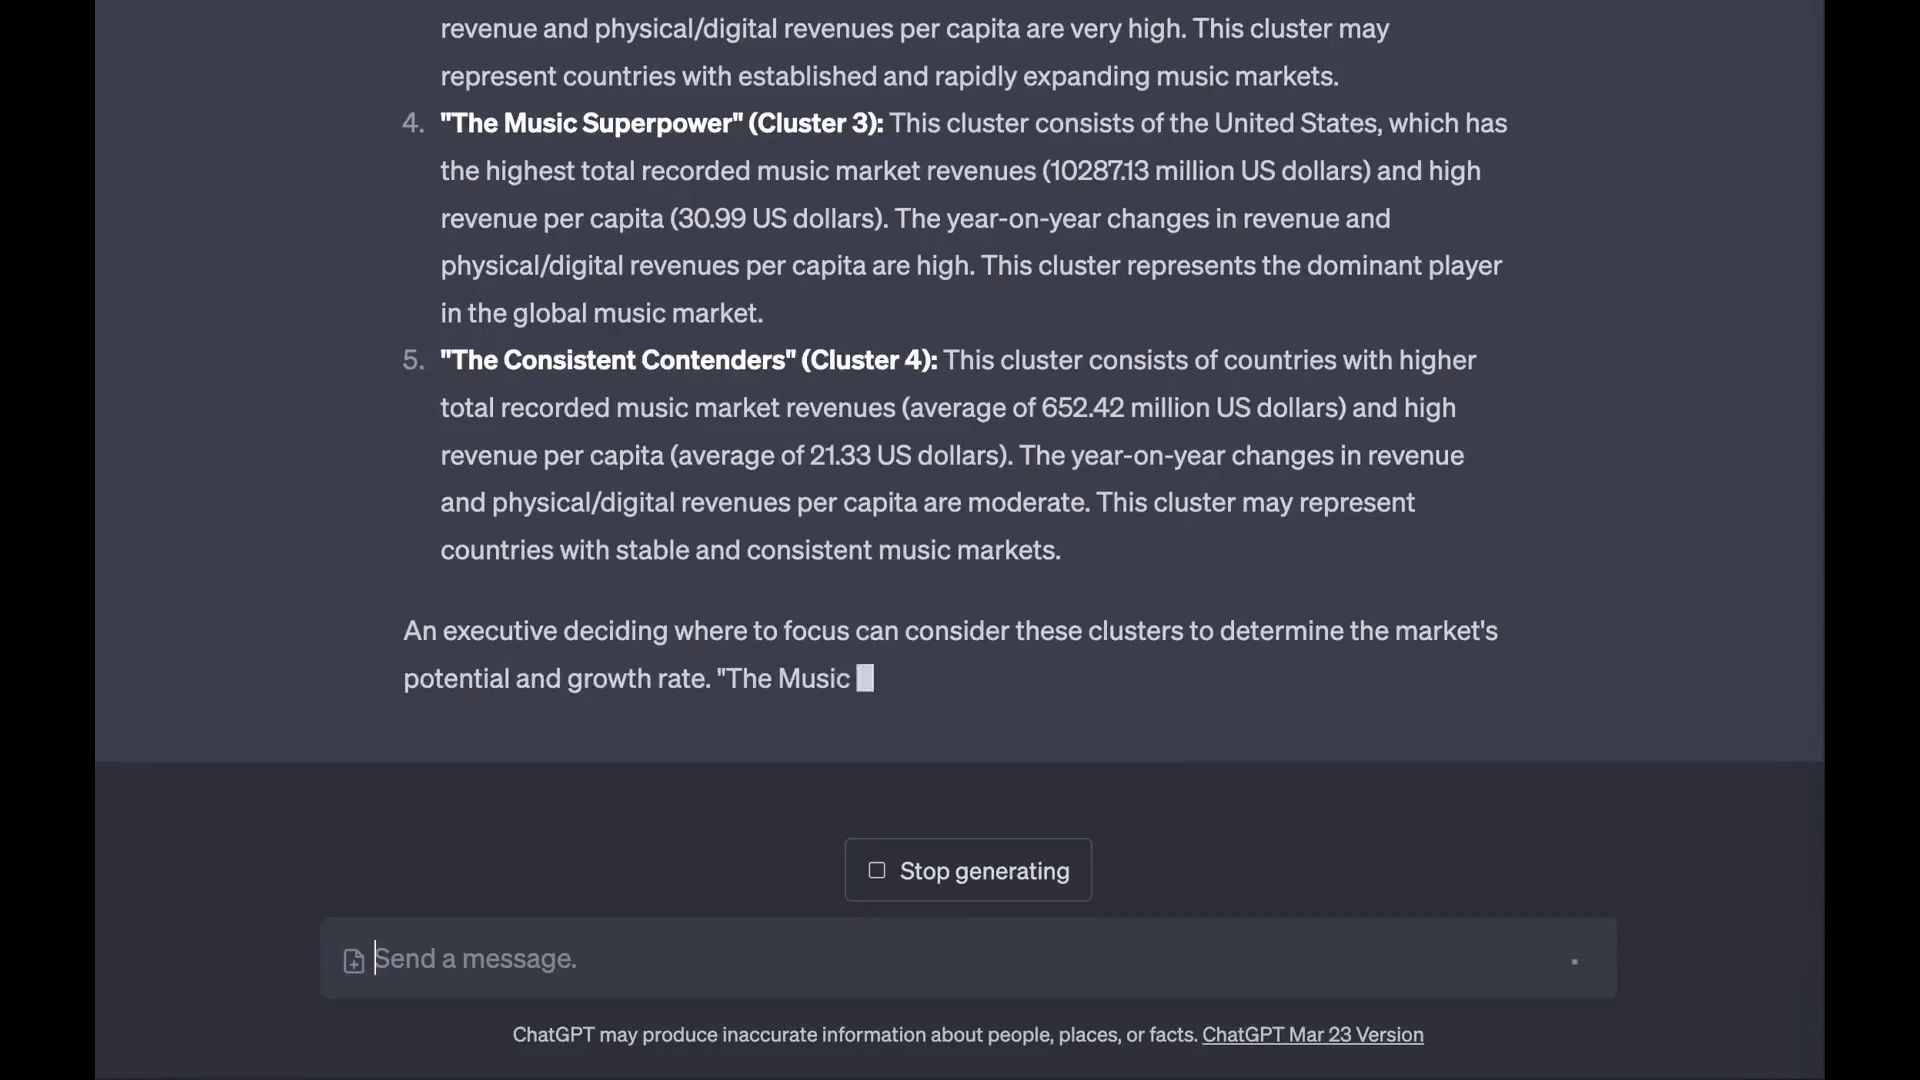 revenue and physical/digital revenues per capita are very high. This cluster may
represent countries with established and rapidly expanding music markets.
4. "The Music Superpower" (Cluster 3): This cluster consists of the United States, which has
the highest total recorded music market revenues (10287.13 million US dollars) and high
revenue per capita (30.99 US dollars). The year-on-year changes in revenue and
physical/digital revenues per capita are high. This cluster represents the dominant player
in the global music market.
5. "The Consistent Contenders" (Cluster 4): This cluster consists of countries with higher
total recorded music market revenues (average of 652.42 million US dollars) and high
revenue per capita (average of 21.33 US dollars). The year-on-year changes in revenue
and physical/digital revenues per capita are moderate. This cluster may represent
countries with stable and consistent music markets.
An executive deciding where to focus can consider these clusters to determine the market's
potential and growth rate. "The Music
Stop generating
Send a message.
ChatGPT may produce inaccurate information about people, places, or facts. ChatGPT Mar 23 Version